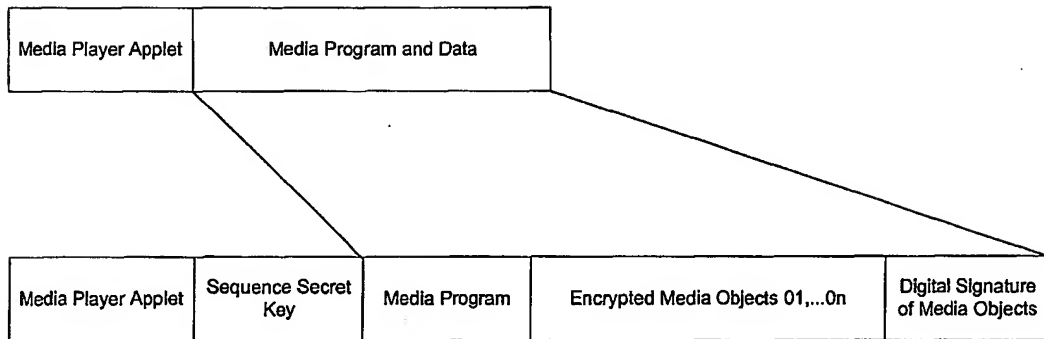 Media Player Applet
Media Program and Data
Media Player Applet
Sequence Secret
Key
Media Program
Encrypted Media Objects 01,...0n
Digital Signature
of Media Objects